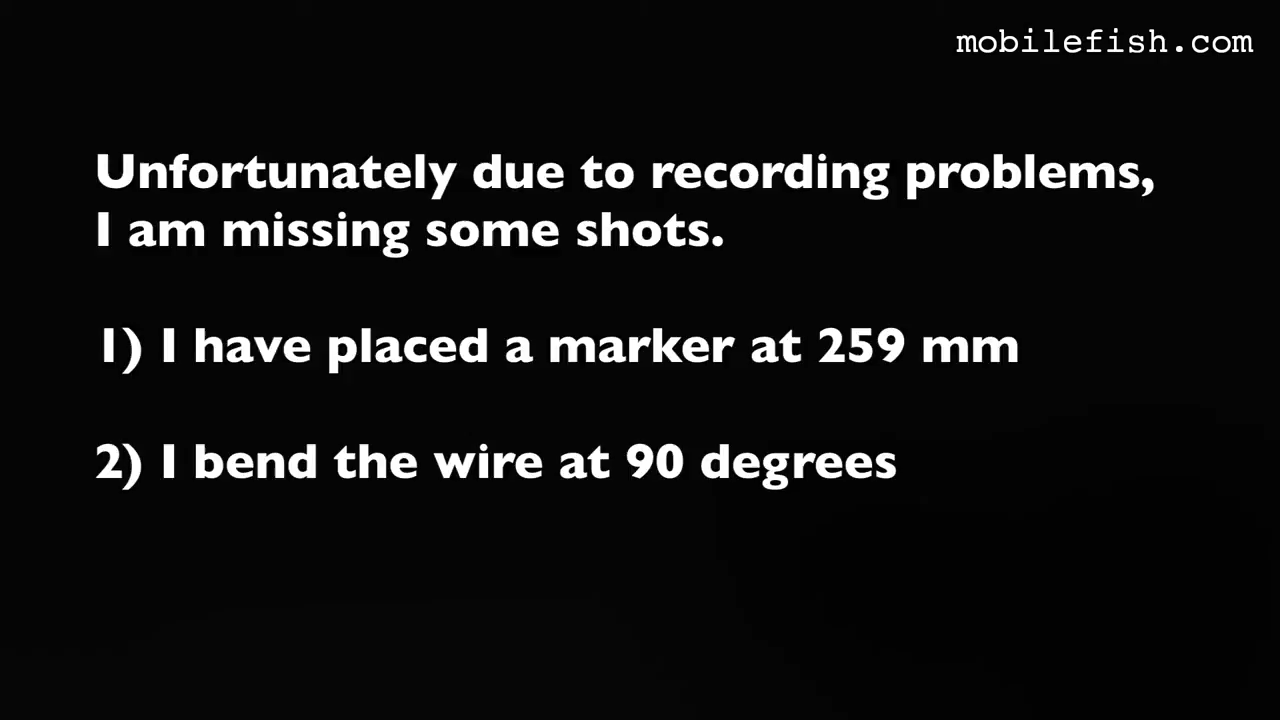 mobilefish.com
Unfortunately due to recording problems,
I am missing some shots.
1) I have placed a marker at 259 mm
2) I bend the wire at 90 degrees